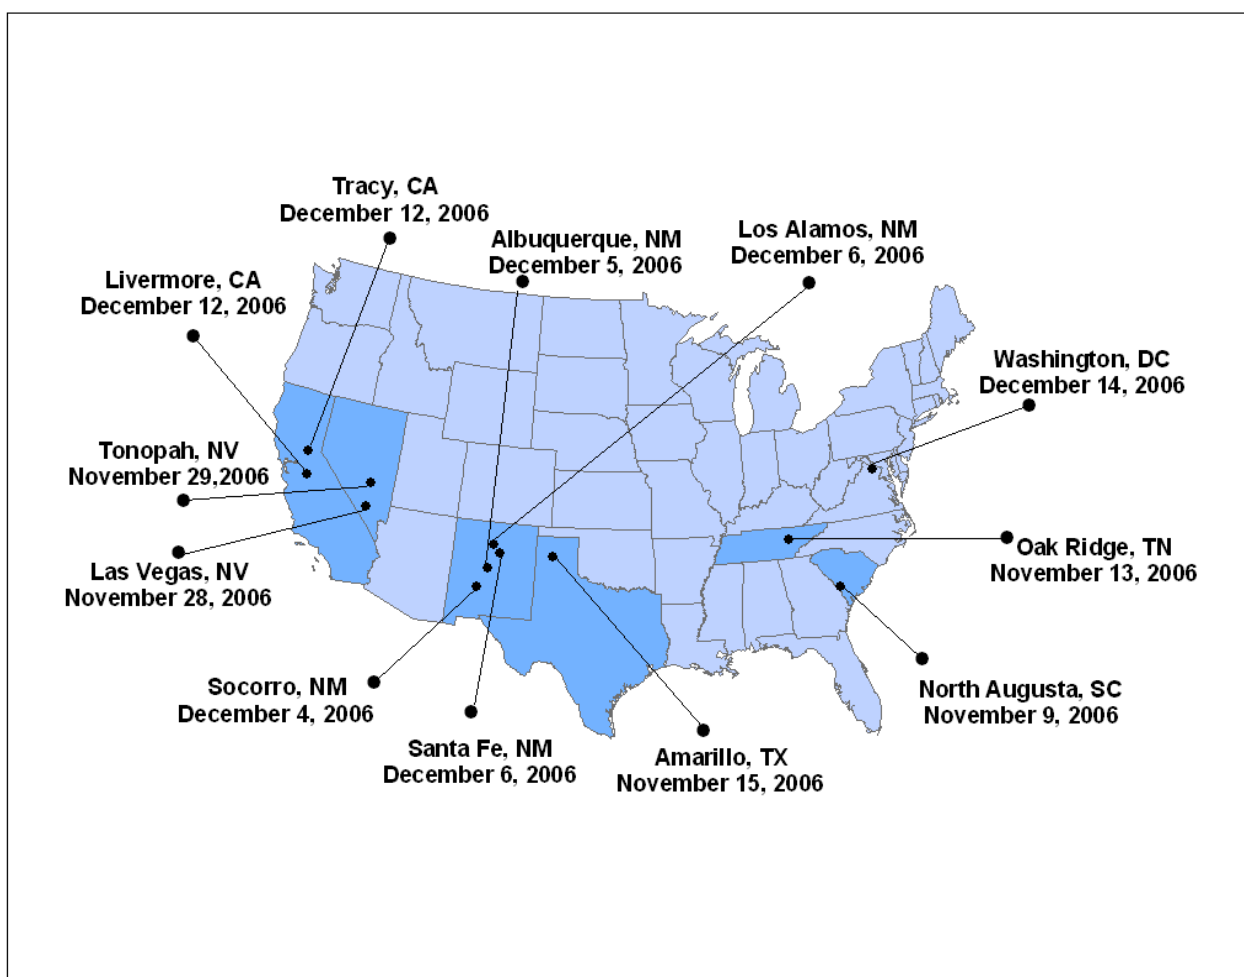 Tracy, CA
December 12, 2006
Albuquerque, NM
December 5, 2006
Los Alamos, NM
December 6, 2006
Livermore, CA
December 12, 2006
Washington, DC
December 14, 2006
Tonopah, NV
November 29,2006
Oak Ridge, TN
November 13, 2006
Las Vegas, NV
November 28, 2006
Socorro, NM
December 4, 2006
North Augusta, SC
November 9, 2006
Santa Fe, NM
December 6, 2006
Amarillo, TX
November 15, 2006